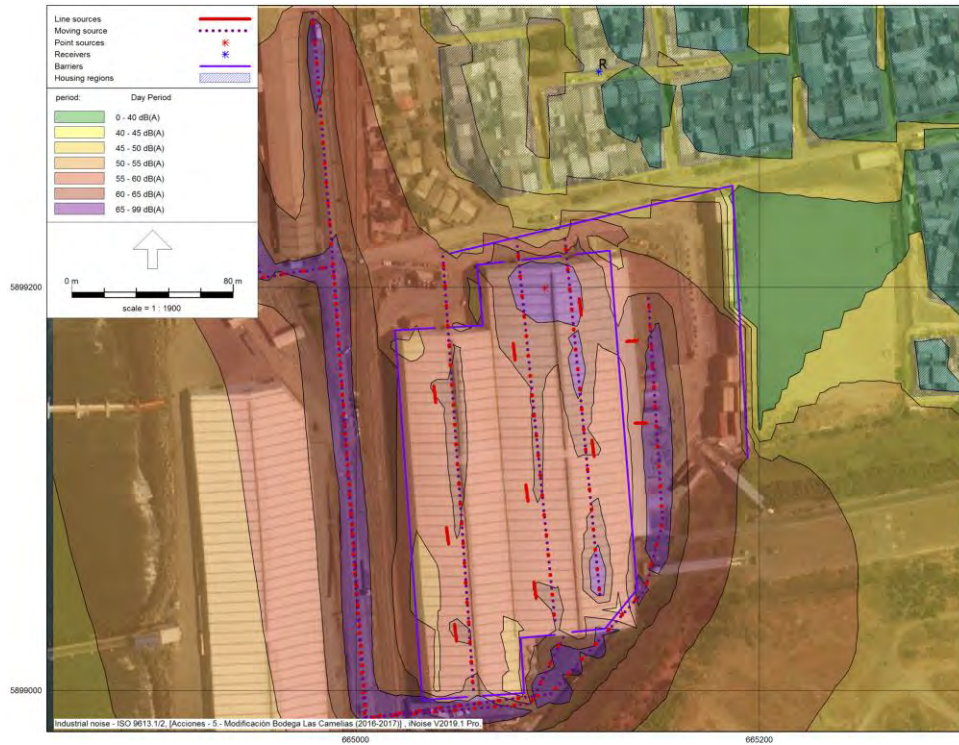 Line sources
Moving source
Point sources
Receivers
Barriers
Housing regions
period: Day Period
0 - 40 dB(A)
40 - 45 dB(A)
45 - 50 dB(A)
50 - 55 dB(A)
55 - 60 dB(A)
60 - 65 dB(A)
65 - 99 dB(A)
0 m 80 m
scale = 1 : 1900
R
5899200
5899000
Industrial noise - ISO 9613.1/2, [Acciones - 5.- Modificación Bodega Las Camelias (2016-2017)] , iNoise V2019.1 Pro.
665000 665200